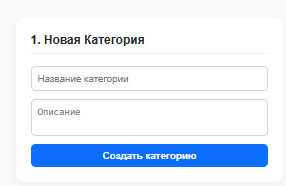 1. Новая Категория
Название категории
Описание
Создать категорию